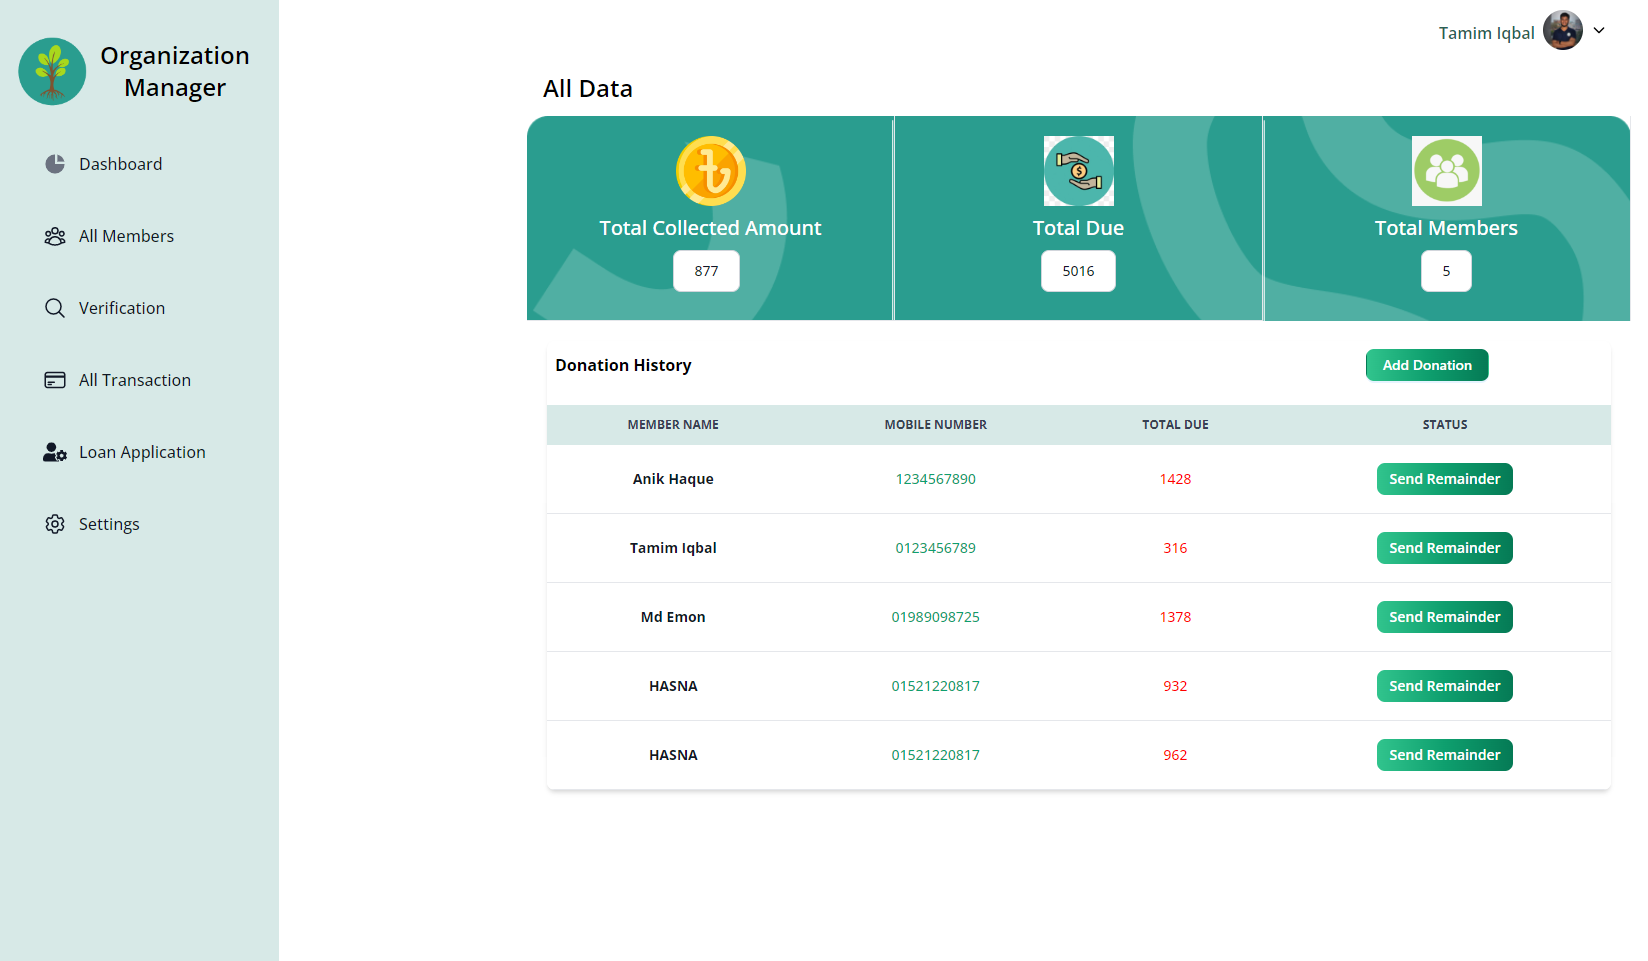 Organization
Manager
Dashboard
All Members
Verification
All Transaction
Loan Application
Settings
Tamim Iqbal
All Data
Total Collected Amount
877
Total Due
5016
Total Members
5
Donation History
Add Donation
MEMBER NAME MOBILE NUMBER TOTAL DUE STATUS
Anik Haque 1234567890 1428 Send Remainder
Tamim Iqbal 0123456789 316 Send Remainder
Md Emon 01989098725 1378 Send Remainder
HASNA 01521220817 932 Send Remainder
HASNA 01521220817 962 Send Remainder